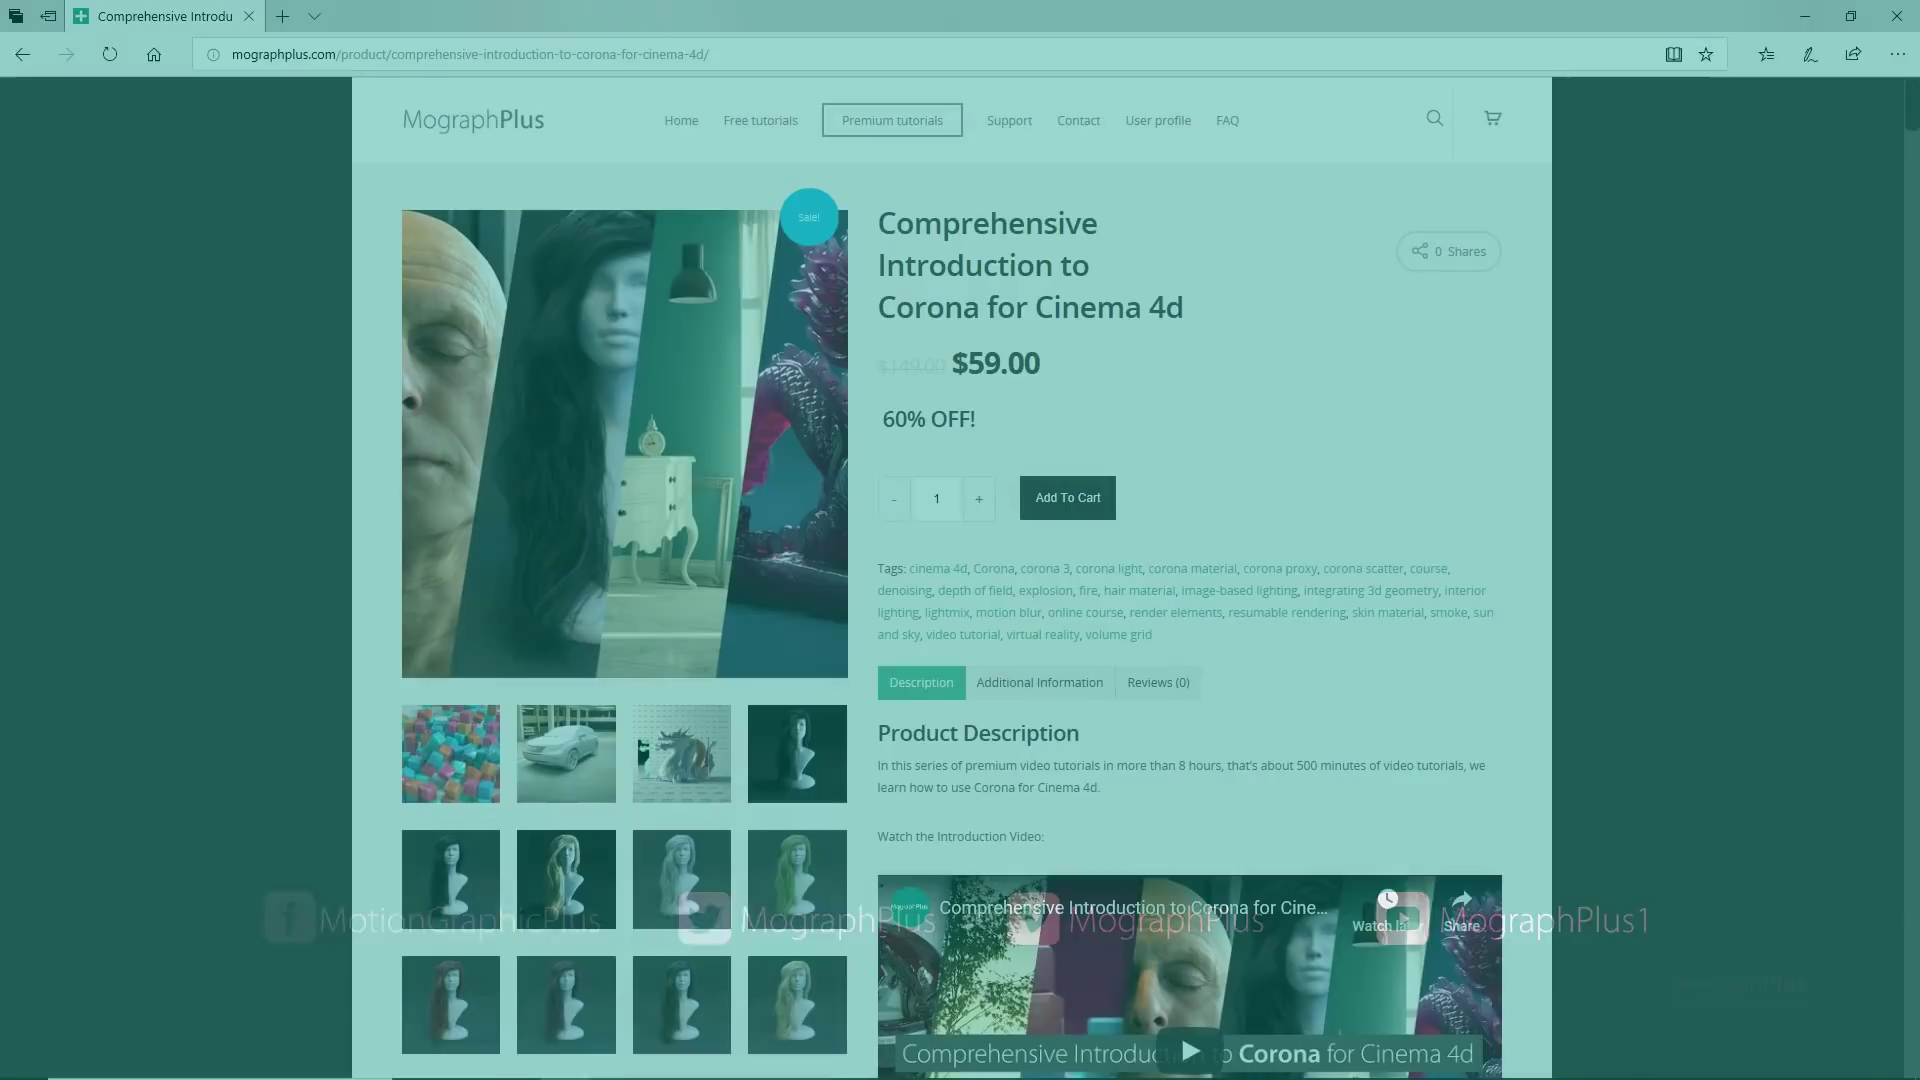 Comprehensive Introdu
mographplus.com/product/comprehensive-introduction-to-corona-for-cinema-4d/
MographPlus
Home
Free tutorials
Premium tutorials
Support
Contact
User profile
FAQ
Sale!
Comprehensive
Introduction to
Corona for Cinema 4d
0 Shares
$149.00 $59.00
60% OFF!
- 1 +
Add To Cart
Tags: cinema 4d, Corona, corona 3, corona light, corona material, corona proxy, corona scatter, course,
denoising, depth of field, explosion, fire, hair material, image-based lighting, integrating 3d geometry, interior
lighting, lightmix, motion blur, online course, render elements, resumable rendering, skin material, smoke, sun
and sky, video tutorial, virtual reality, volume grid
Description
Additional Information
Reviews (0)
Product Description
In this series of premium video tutorials in more than 8 hours, that's about 500 minutes of video tutorials, we
learn how to use Corona for Cinema 4d.
Watch the Introduction Video:
Comprehensive Introduction to Corona for Cine...
Watch later
Share
MotionGraphicPlus
MographPlus
MographPlus
MographPlus1
Comprehensive Introduction to Corona for Cinema 4d